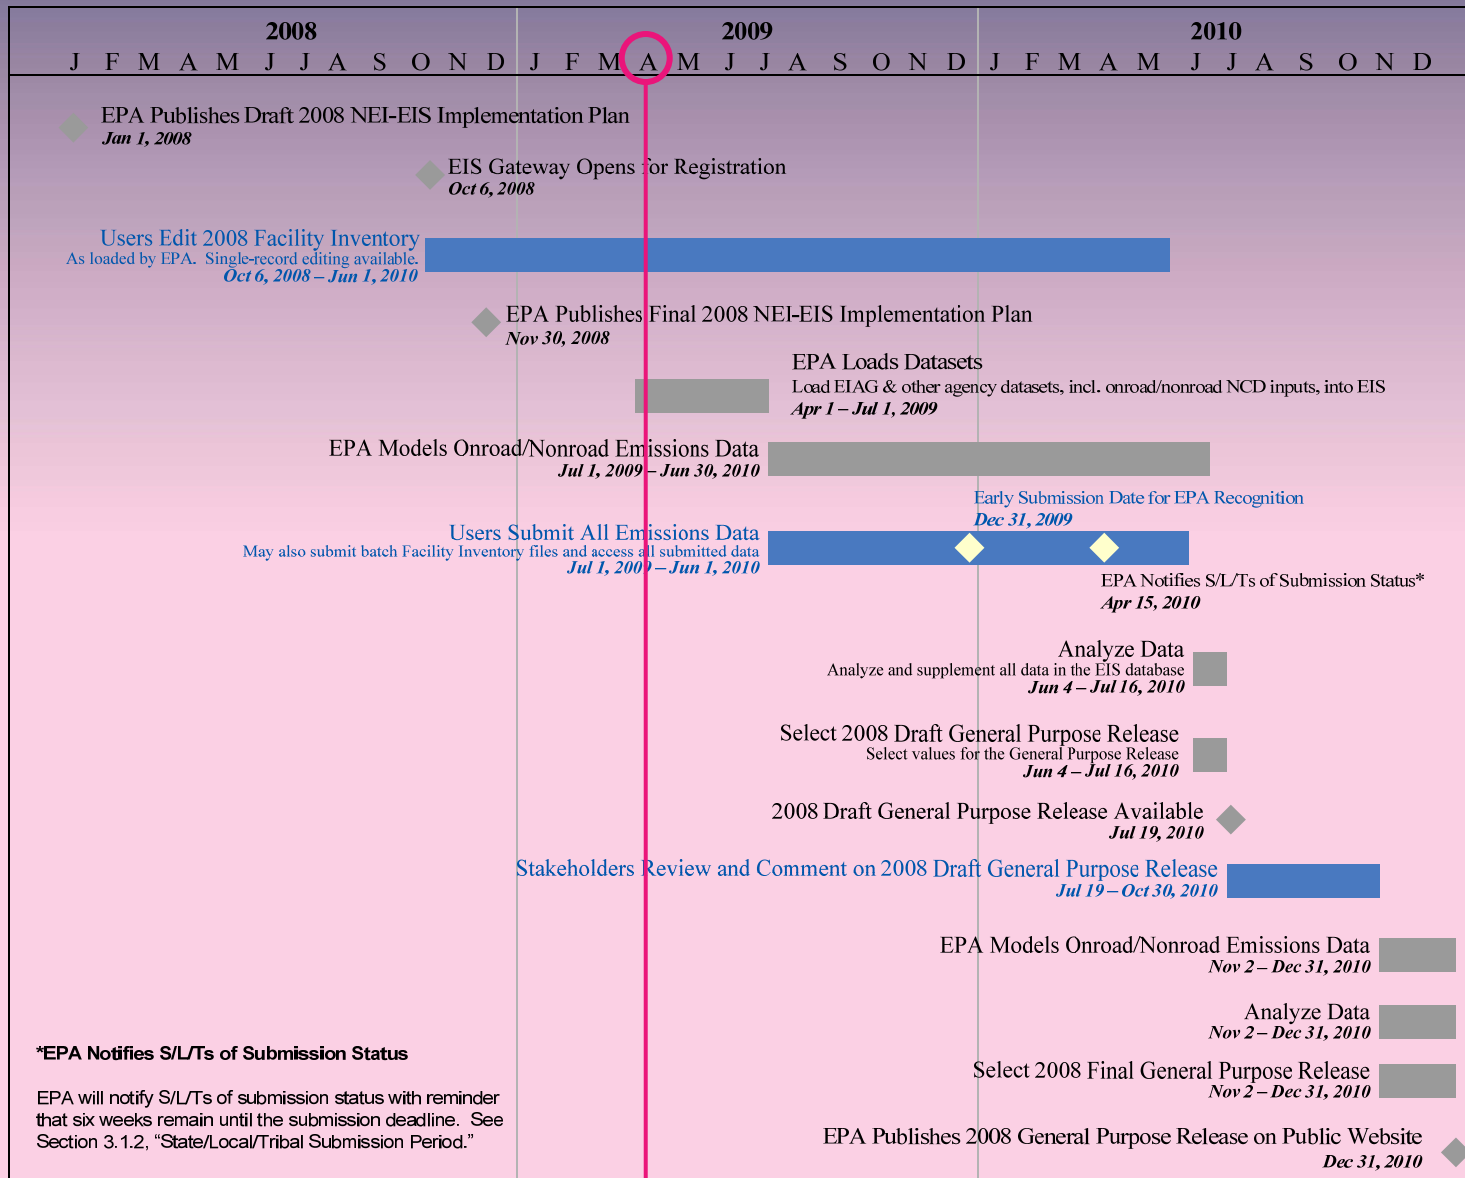 2008 2009 2010
J F M A M J J A S O N D J F M A M J J A S O N D J F M A M J J A S O N D
EPA Publishes Draft 2008 NEI-EIS Implementation Plan
Jan 1, 2008
EIS Gateway Opens for Registration
Oct 6, 2008
Users Edit 2008 Facility Inventory
As loaded by EPA. Single-record editing available.
Oct 6, 2008 – Jun 1, 2010
EPA Publishes Final 2008 NEI-EIS Implementation Plan
Nov 30, 2008
EPA Loads Datasets
Load EIAG & other agency datasets, incl. onroad/nonroad NCD inputs, into EIS
Apr 1 – Jul 1, 2009
EPA Models Onroad/Nonroad Emissions Data
Jul 1, 2009 – Jun 30, 2010
Early Submission Date for EPA Recognition
Dec 31, 2009
Users Submit All Emissions Data
May also submit batch Facility Inventory files and access all submitted data
Jul 1, 2009 – Jun 1, 2010
EPA Notifies S/L/Ts of Submission Status*
Apr 15, 2010
Analyze Data
Analyze and supplement all data in the EIS database
Jun 4 – Jul 16, 2010
Select 2008 Draft General Purpose Release
Select values for the General Purpose Release
Jun 4 – Jul 16, 2010
2008 Draft General Purpose Release Available
Jul 19, 2010
Stakeholders Review and Comment on 2008 Draft General Purpose Release
Jul 19 – Oct 30, 2010
EPA Models Onroad/Nonroad Emissions Data
Nov 2 – Dec 31, 2010
Analyze Data
Nov 2 – Dec 31, 2010
Select 2008 Final General Purpose Release
Nov 2 – Dec 31, 2010
EPA Publishes 2008 General Purpose Release on Public Website
Dec 31, 2010
*EPA Notifies S/L/Ts of Submission Status
EPA will notify S/L/Ts of submission status with reminder
that six weeks remain until the submission deadline. See
Section 3.1.2, “State/Local/Tribal Submission Period.”